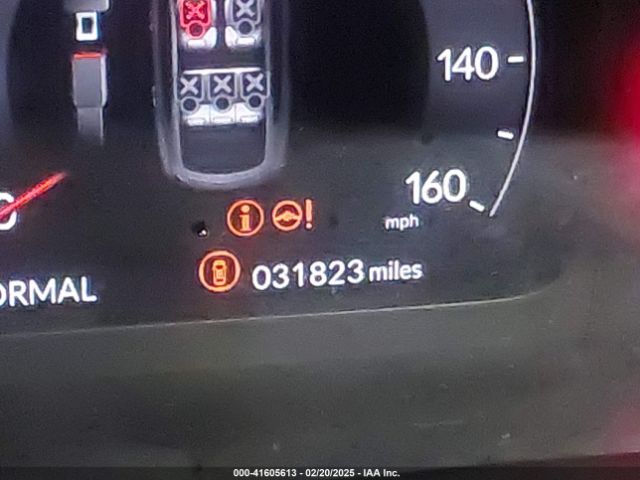 140
160
mph
031823 miles
ORMAL
000-41605613 - 02/20/2025 - IAA Inc.